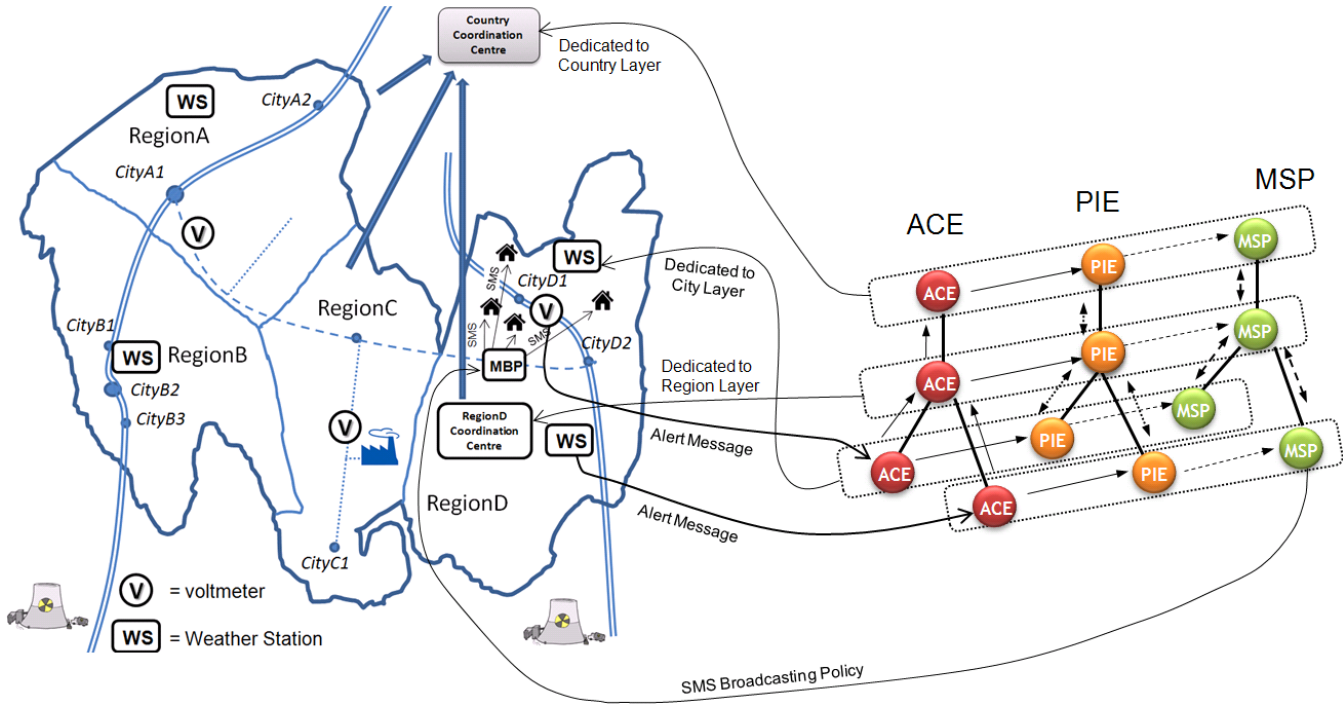 Country
Coordination
Centre
Dedicated to
Country Layer
WS
CityA2
RegionA
CityA1
V
MSP
PIE
ACE
WS
SMS
CityD1
Dedicated to
City Layer
V
RegionC
SMS
SMS
CityB1
WS
RegionB
CityD2
MBP
Dedicated to
Region Layer
CityB2
CityB3
V
RegionD
Coordination
Centre
WS
Alert Message
RegionD
Alert Message
CityC1
V
= voltmeter
WS
= Weather Station
SMS Broadcasting Policy
ACE
PIE
MSP
ACE
PIE
MSP
ACE
PIE
MSP
ACE
PIE
MSP